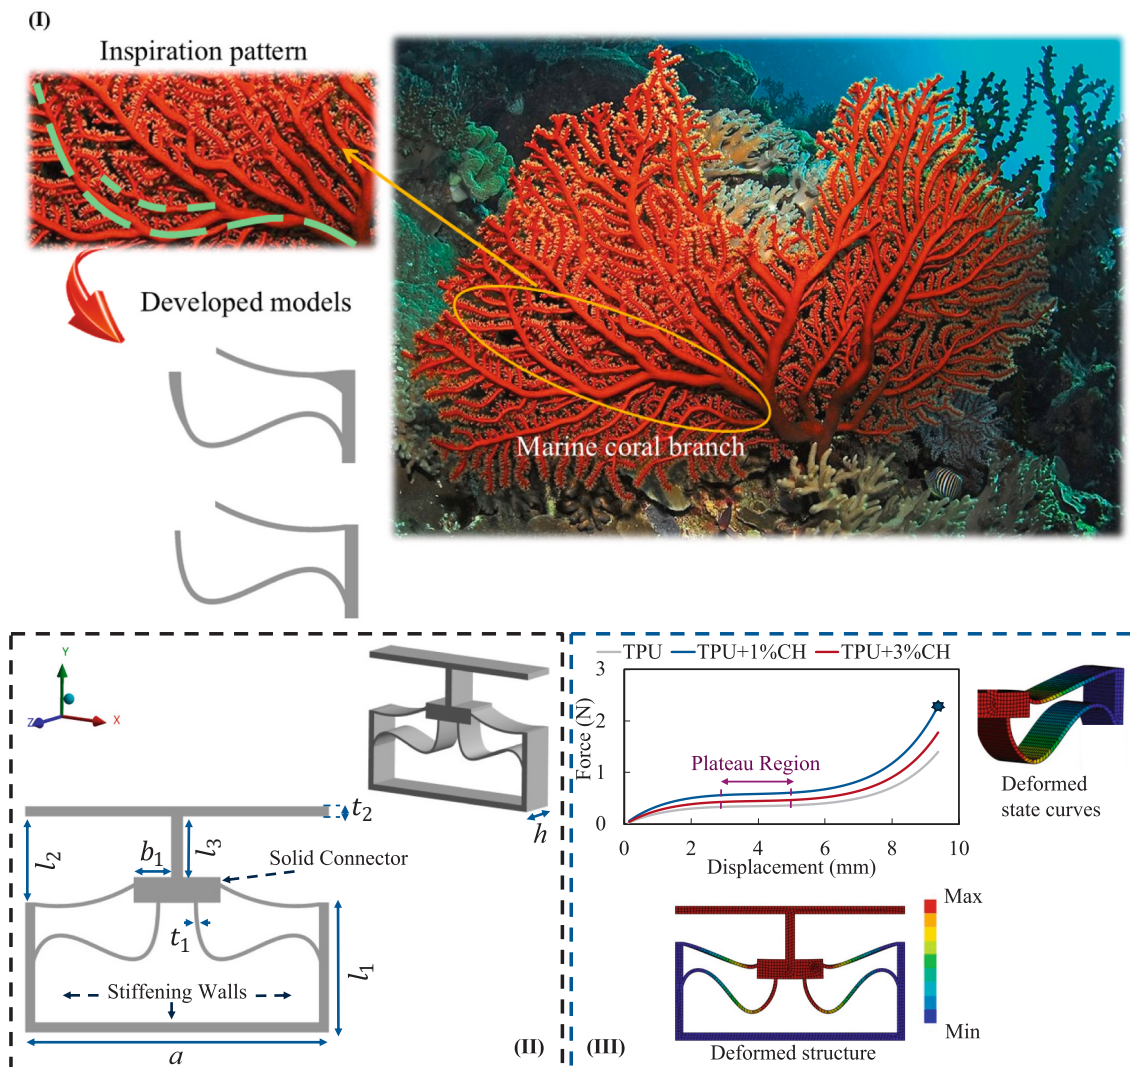 (I)
Inspiration pattern
Developed models
Marine coral branch
Y
Z
X
h
t2
l2
b1
l3
Solid Connector
t1
l1
Stiffening Walls
a
(II)
TPU TPU+1%CH TPU+3%CH
3
2
1
0
Force (N)
Plateau Region
0 2 4 6 8 10
Displacement (mm)
Deformed
state curves
Max
Min
Deformed structure
(III)